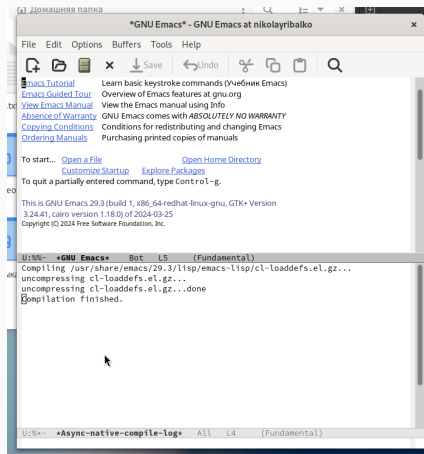 Домашняя папка
*GNU Emacs* - GNU Emacs at nikolayribalko
File Edit Options Buffers Tools Help
Save Undo
Emacs Tutorial Learn basic keystroke commands (Учебник Emacs)
Emacs Guided Tour Overview of Emacs features at gnu.org
View Emacs Manual View the Emacs manual using Info
Absence of Warranty GNU Emacs comes with ABSOLUTELY NO WARRANTY
Copying Conditions Conditions for redistributing and changing Emacs
Ordering Manuals Purchasing printed copies of manuals
To start... Open a File Open Home Directory
Customize Startup Explore Packages
To quit a partially entered command, type Control-g.
This is GNU Emacs 29.3 (build 1, x86_64-redhat-linux-gnu, GTK+ Version
3.24.41, cairo version 1.18.0) of 2024-03-25
Copyright (C) 2024 Free Software Foundation, Inc.
U:%%- *GNU Emacs* Bot L5 (Fundamental)
Compiling /usr/share/emacs/29.3/lisp/emacs-lisp/cl-loaddefs.el.gz...
uncompressing cl-loaddefs.el.gz...
uncompressing cl-loaddefs.el.gz...done
Compilation finished.
U:%*- *Async-native-compile-log* All L4 (Fundamental)